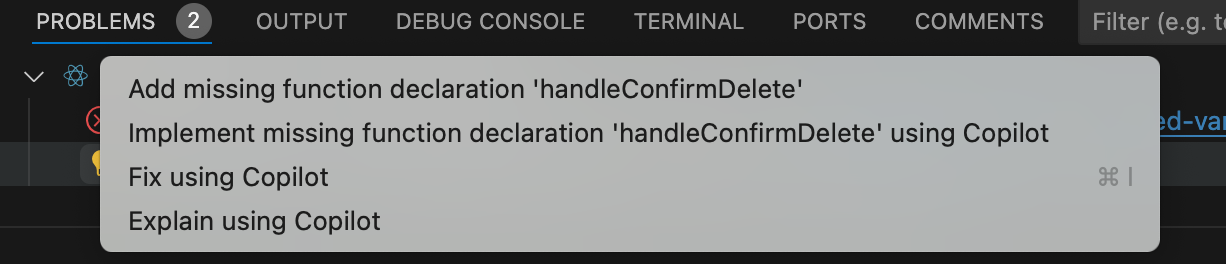 PROBLEMS 2 OUTPUT DEBUG CONSOLE TERMINAL PORTS COMMENTS Filter (e.g.
Add missing function declaration 'handleConfirmDelete'
Implement missing function declaration 'handleConfirmDelete' using Copilot
Fix using Copilot ⌘ I
Explain using Copilot